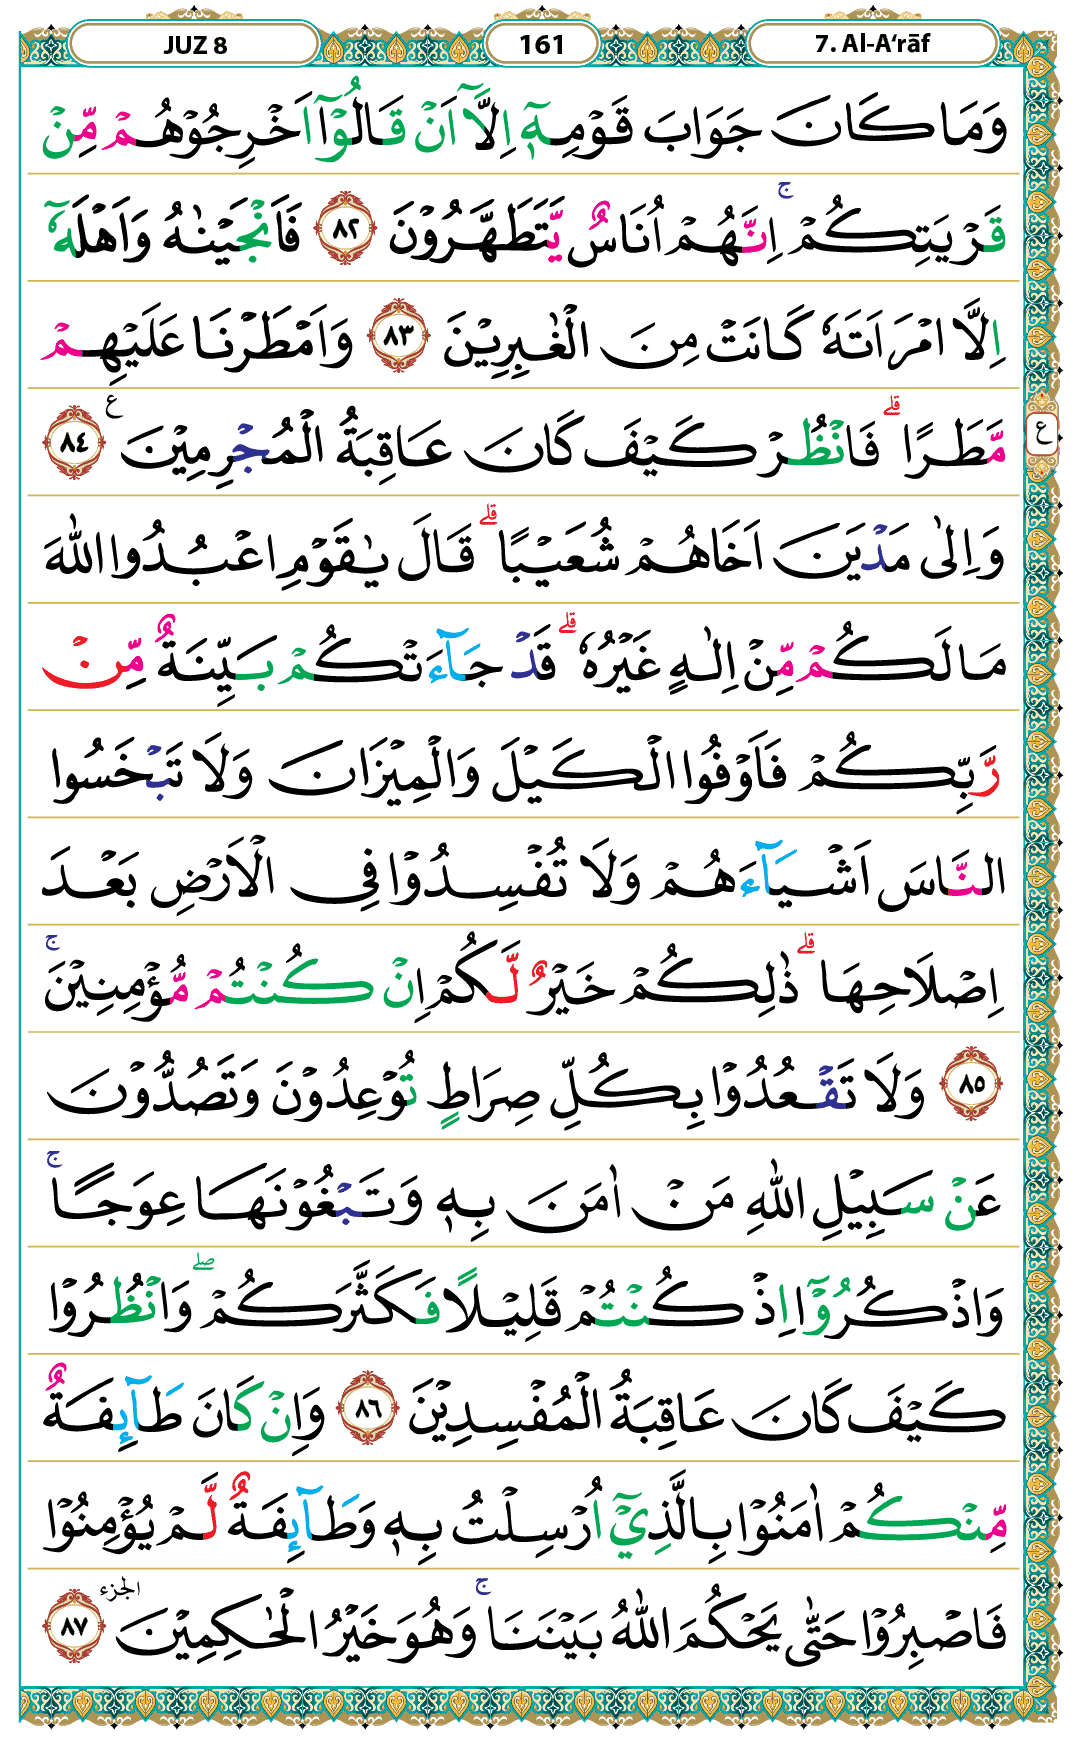 JUZ 8 161 7. Al-A‘rāf
وَمَا كَانَ جَوَابَ قَوْمِهٖۤ اِلَّاۤ اَنْ قَالُوْۤا اَخْرِجُوْهُمْ مِّنْ
قَرْيَتِكُمْ ۚ اِنَّهُمْ اُنَاسٌ يَّتَطَهَّرُوْنَ ٨٢ فَاَنْجَيْنٰهُ وَاَهْلَهٗۤ
اِلَّا امْرَاَتَهٗ كَانَتْ مِنَ الْغٰبِرِيْنَ ٨٣ وَاَمْطَرْنَا عَلَيْهِمْ
مَّطَرًا ۗ فَانْظُرْ كَيْفَ كَانَ عَاقِبَةُ الْمُجْرِمِيْنَ ع ٨٤
ع
وَاِلٰى مَدْيَنَ اَخَاهُمْ شُعَيْبًا ۗ قَالَ يٰقَوْمِ اعْبُدُوا اللّٰهَ
مَا لَكُمْ مِّنْ اِلٰهٍ غَيْرُهٗ ۗ قَدْ جَآءَتْكُمْ بَيِّنَةٌ مِّنْ
رَّبِّكُمْ فَاَوْفُوا الْكَيْلَ وَالْمِيْزَانَ وَلَا تَبْخَسُوا
النَّاسَ اَشْيَآءَهُمْ وَلَا تُفْسِدُوْا فِى الْاَرْضِ بَعْدَ
اِصْلَاحِهَا ۗ ذٰلِكُمْ خَيْرٌ لَّكُمْ اِنْ كُنْتُمْ مُّؤْمِنِيْنَ ۚ
٨٥ وَلَا تَقْعُدُوْا بِكُلِّ صِرَاطٍ تُوْعِدُوْنَ وَتَصُدُّوْنَ
عَنْ سَبِيْلِ اللّٰهِ مَنْ اٰمَنَ بِهٖ وَتَبْغُوْنَهَا عِوَجًا ۚ
وَاذْكُرُوْۤا اِذْ كُنْتُمْ قَلِيْلًا فَكَثَّرَكُمْ ۖ وَانْظُرُوْا
كَيْفَ كَانَ عَاقِبَةُ الْمُفْسِدِيْنَ ٨٦ وَاِنْ كَانَ طَآئِفَةٌ
مِّنْكُمْ اٰمَنُوْا بِالَّذِيْۤ اُرْسِلْتُ بِهٖ وَطَآئِفَةٌ لَّمْ يُؤْمِنُوْا
فَاصْبِرُوْا حَتّٰى يَحْكُمَ اللّٰهُ بَيْنَنَا ۚ وَهُوَ خَيْرُ الْحٰكِمِيْنَ الجزء ٨٧